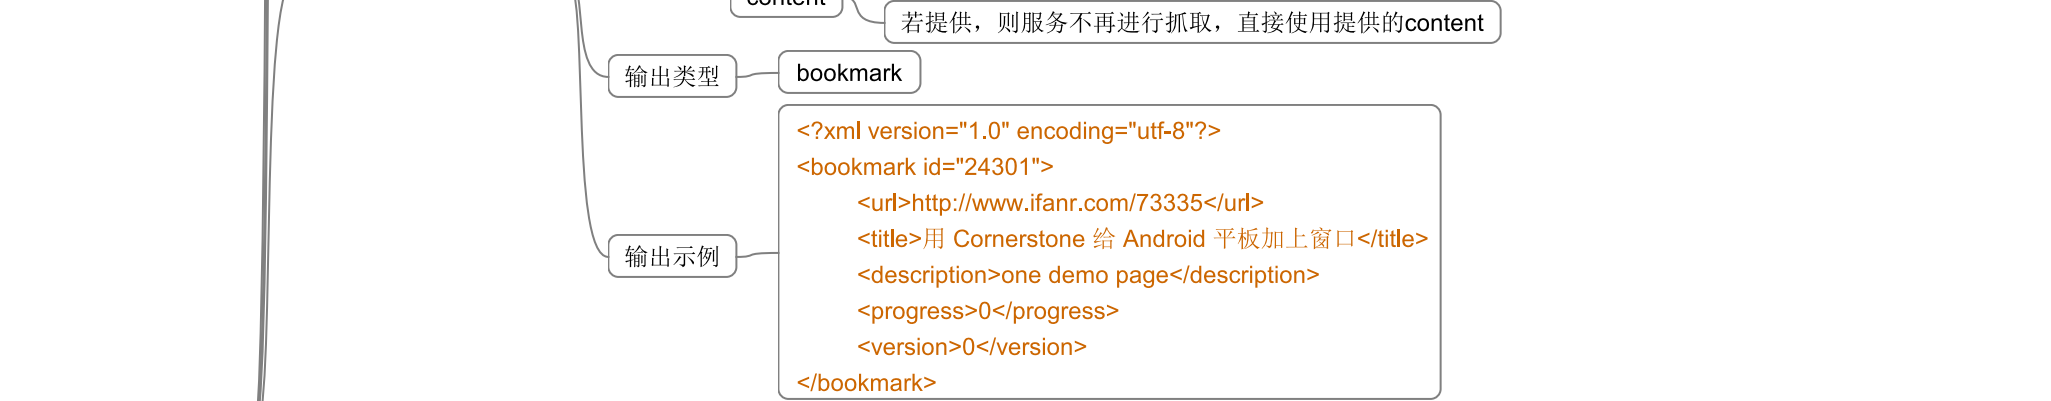 content
若提供，则服务不再进行抓取，直接使用提供的content
输出类型
bookmark
输出示例
<?xml version="1.0" encoding="utf-8"?>
<bookmark id="24301">
<url>http://www.ifanr.com/73335</url>
<title>用 Cornerstone 给 Android 平板加上窗口</title>
<description>one demo page</description>
<progress>0</progress>
<version>0</version>
</bookmark>